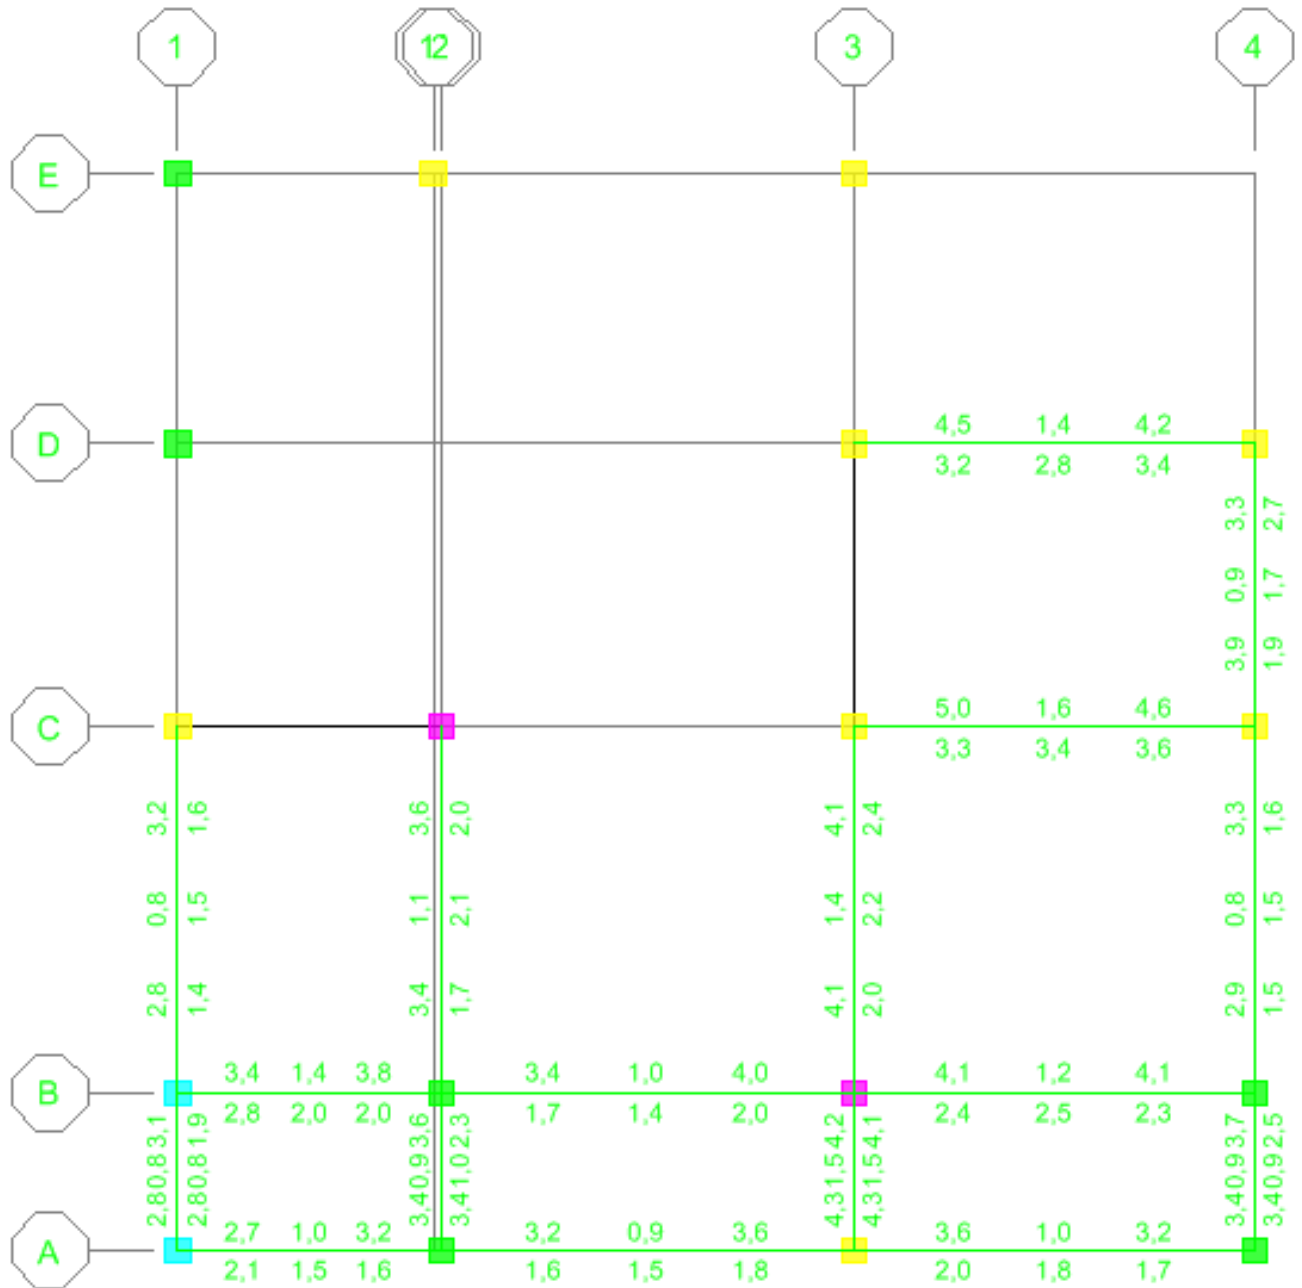 1 12 3 4
E
D
4,5 1,4 4,2
3,2 2,8 3,4
3,3 2,7
0,9 1,7
3,9 1,9
C
5,0 1,6 4,6
3,3 3,4 3,6
3,2 1,6 3,6 2,0 4,1 2,4 3,3 1,6
0,8 1,5 1,1 2,1 1,4 2,2 0,8 1,5
2,8 1,4 3,4 1,7 4,1 2,0 2,9 1,5
3,4 1,4 3,8 3,4 1,0 4,0 4,1 1,2 4,1
B
2,8 2,0 2,0 1,7 1,4 2,0 2,4 2,5 2,3
2,80,83,1 2,80,81,9 3,40,93,6 3,41,02,3 4,31,54,2 4,31,54,1 3,40,93,7 3,40,92,5
2,7 1,0 3,2 3,2 0,9 3,6 3,6 1,0 3,2
A
2,1 1,5 1,6 1,6 1,5 1,8 2,0 1,8 1,7